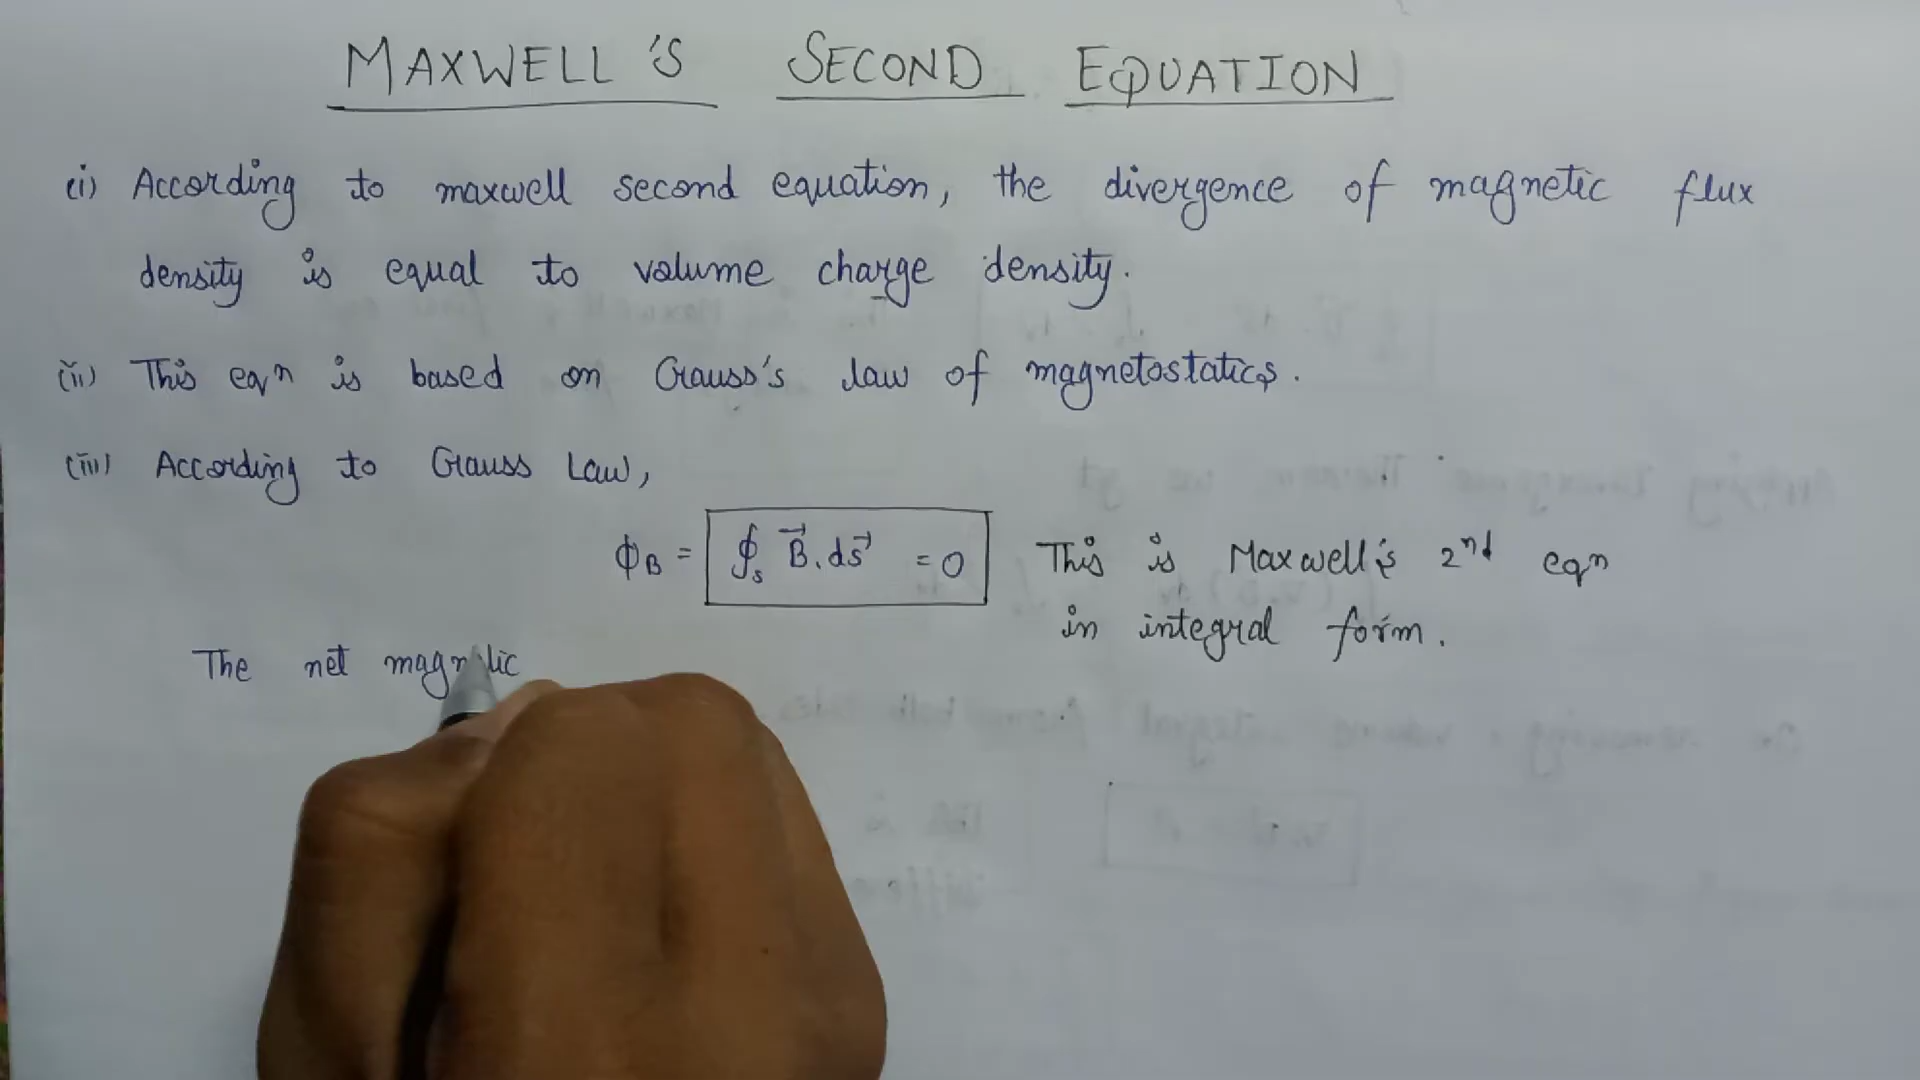 MAXWELL'S SECOND EQUATION
(i) According to maxwell second equation, the divergence of magnetic flux
density is equal to volume charge density.
(ii) This eqn is based on Gauss's law of magnetostatics.
(iii) According to Gauss Law,
ϕB = ∮s B⃗.ds⃗ = 0 This is Maxwell's 2nd eqn
in integral form.
The net magnetic